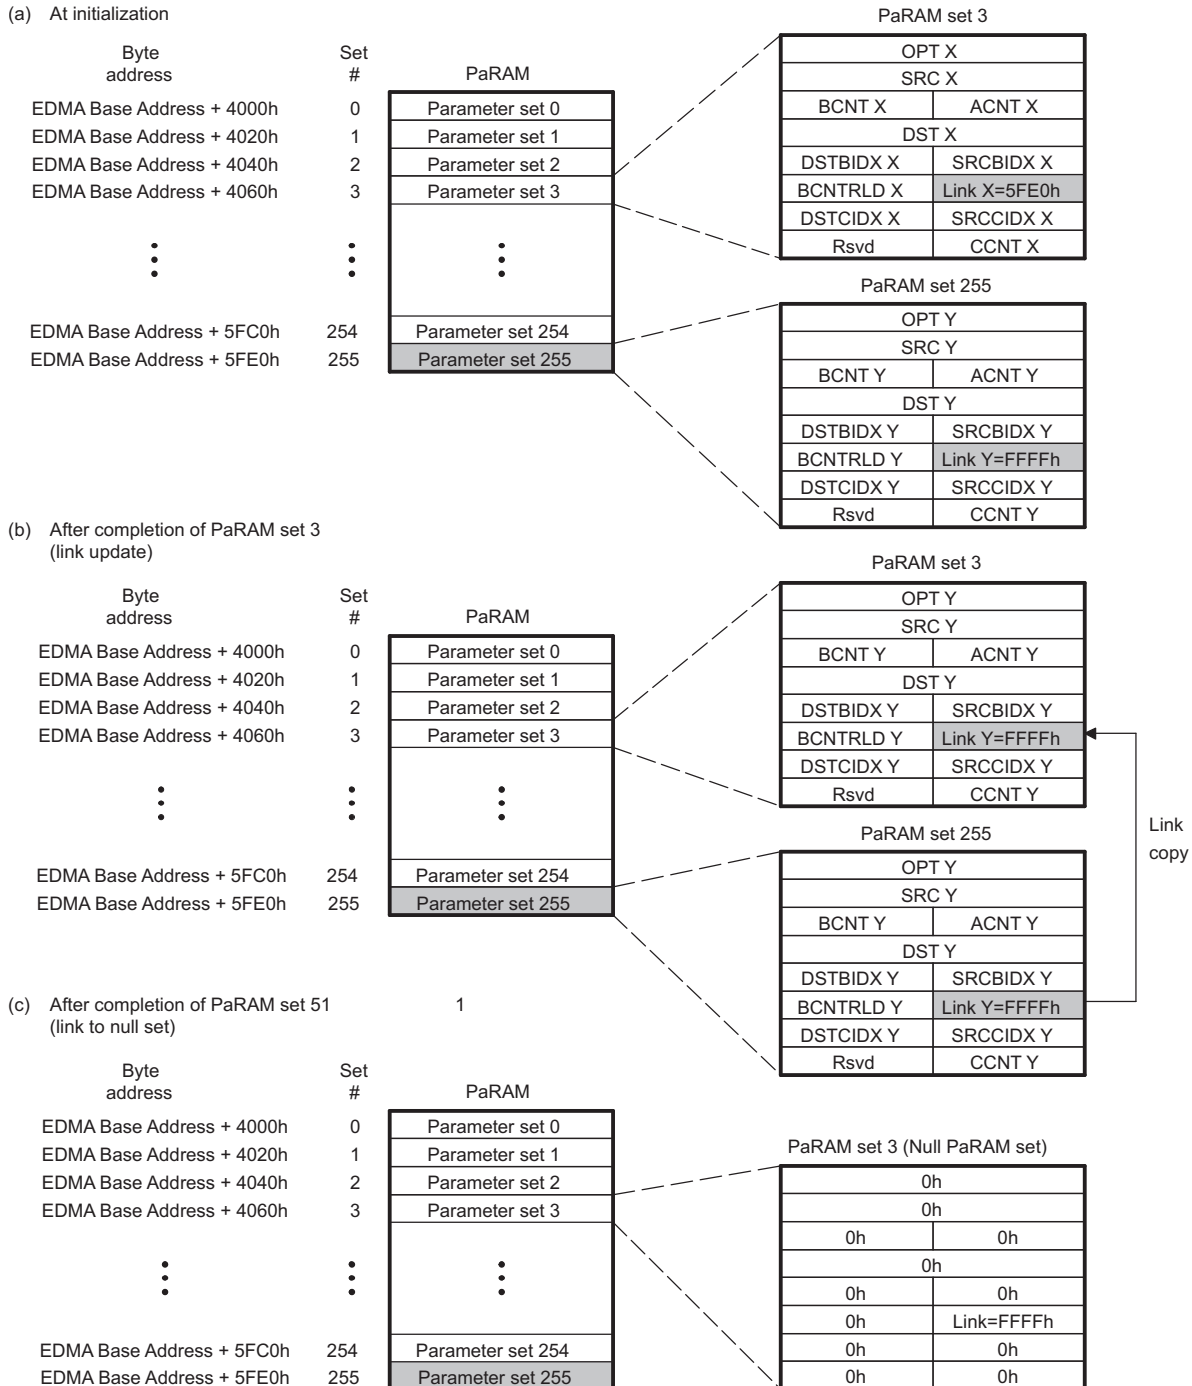 (a) At initialization
PaRAM set 3
Byte address Set # PaRAM
EDMA Base Address + 4000h 0 Parameter set 0
EDMA Base Address + 4020h 1 Parameter set 1
EDMA Base Address + 4040h 2 Parameter set 2
EDMA Base Address + 4060h 3 Parameter set 3
EDMA Base Address + 5FC0h 254 Parameter set 254
EDMA Base Address + 5FE0h 255 Parameter set 255
OPT X
SRC X
BCNT X ACNT X
DST X
DSTBIDX X SRCBIDX X
BCNTRLD X Link X=5FE0h
DSTCIDX X SRCCIDX X
Rsvd CCNT X
PaRAM set 255
OPT Y
SRC Y
BCNT Y ACNT Y
DST Y
DSTBIDX Y SRCBIDX Y
BCNTRLD Y Link Y=FFFFh
DSTCIDX Y SRCCIDX Y
Rsvd CCNT Y
(b) After completion of PaRAM set 3
(link update)
Byte address Set # PaRAM
EDMA Base Address + 4000h 0 Parameter set 0
EDMA Base Address + 4020h 1 Parameter set 1
EDMA Base Address + 4040h 2 Parameter set 2
EDMA Base Address + 4060h 3 Parameter set 3
EDMA Base Address + 5FC0h 254 Parameter set 254
EDMA Base Address + 5FE0h 255 Parameter set 255
PaRAM set 3
OPT Y
SRC Y
BCNT Y ACNT Y
DST Y
DSTBIDX Y SRCBIDX Y
BCNTRLD Y Link Y=FFFFh
DSTCIDX Y SRCCIDX Y
Rsvd CCNT Y
PaRAM set 255
OPT Y
SRC Y
BCNT Y ACNT Y
DST Y
DSTBIDX Y SRCBIDX Y
BCNTRLD Y Link Y=FFFFh
DSTCIDX Y SRCCIDX Y
Rsvd CCNT Y
Link
copy
(c) After completion of PaRAM set 51 1
(link to null set)
Byte address Set # PaRAM
EDMA Base Address + 4000h 0 Parameter set 0
EDMA Base Address + 4020h 1 Parameter set 1
EDMA Base Address + 4040h 2 Parameter set 2
EDMA Base Address + 4060h 3 Parameter set 3
EDMA Base Address + 5FC0h 254 Parameter set 254
EDMA Base Address + 5FE0h 255 Parameter set 255
PaRAM set 3 (Null PaRAM set)
0h
0h
0h 0h
0h
0h 0h
0h Link=FFFFh
0h 0h
0h 0h